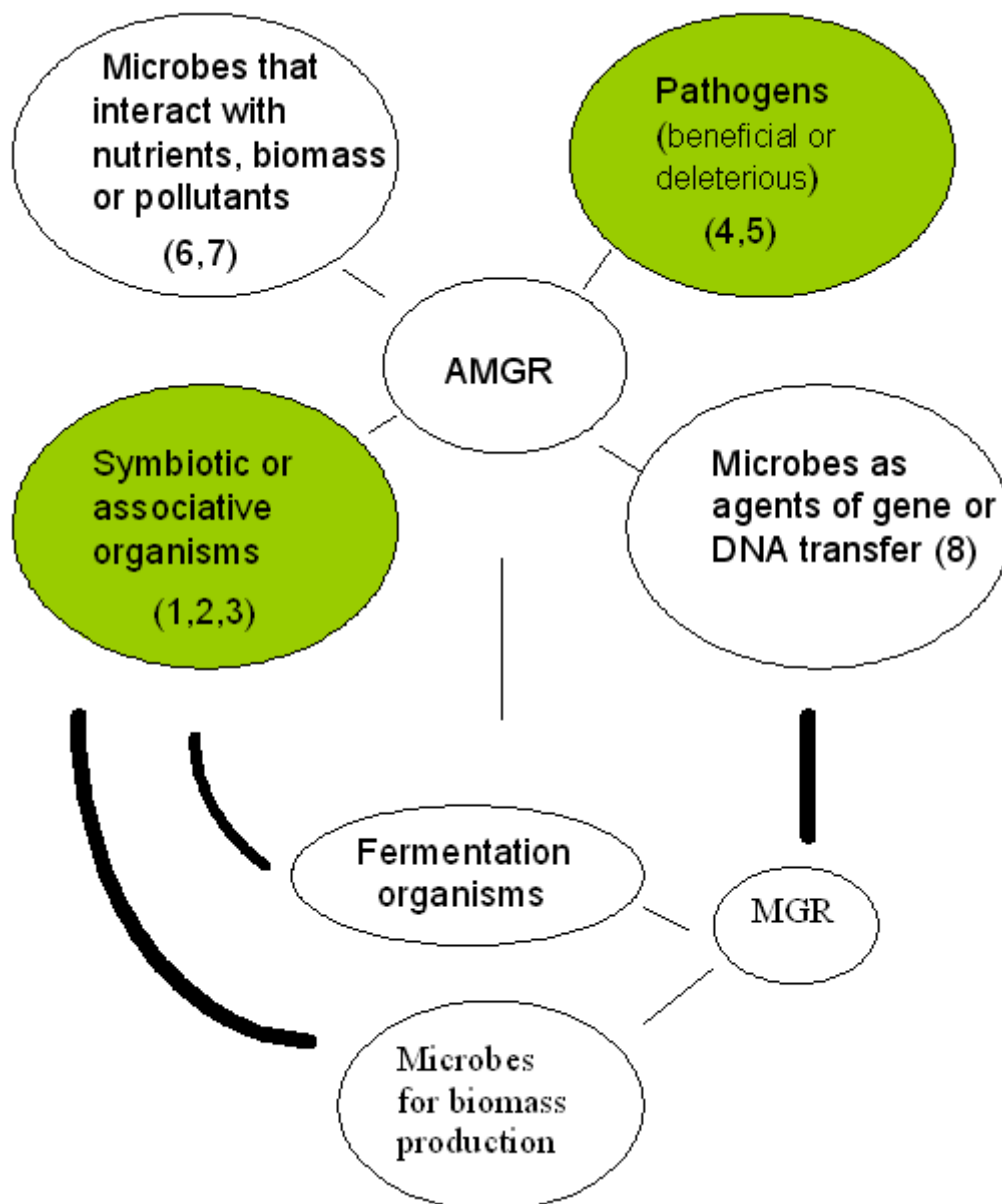 Microbes that
interact with
nutrients, biomass
or pollutants
(6,7)
Pathogens
(beneficial or
deleterious)
(4,5)
AMGR
Symbiotic or
associative
organisms
(1,2,3)
Microbes as
agents of gene or
DNA transfer (8)
Fermentation
organisms
MGR
Microbes
for biomass
production